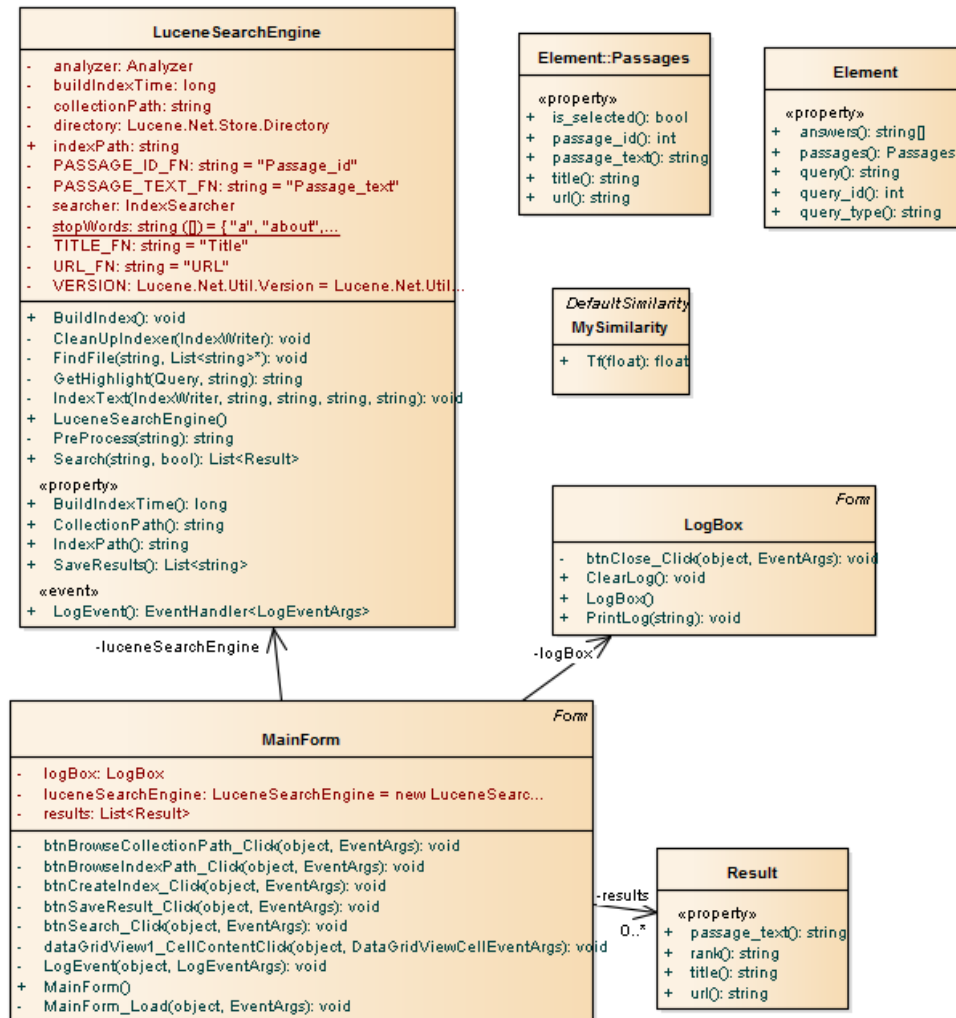 LuceneSearchEngine
- analyzer: Analyzer
- buildIndexTime: long
- collectionPath: string
- directory: Lucene.Net.Store.Directory
+ indexPath: string
- PASSAGE_ID_FN: string = "Passage_id"
- PASSAGE_TEXT_FN: string = "Passage_text"
- searcher: IndexSearcher
- stopWords: string ([]) = { "a", "about",...
- TITLE_FN: string = "Title"
- URL_FN: string = "URL"
- VERSION: Lucene.Net.Util.Version = Lucene.Net.Util...
+ BuildIndex(): void
- CleanUpIndexer(IndexWriter): void
- FindFile(string, List<string>*): void
- GetHighlight(Query, string): string
- IndexText(IndexWriter, string, string, string, string): void
+ LuceneSearchEngine()
- PreProcess(string): string
+ Search(string, bool): List<Result>
«property»
+ BuildIndexTime(): long
+ CollectionPath(): string
+ IndexPath(): string
+ SaveResults(): List<string>
«event»
+ LogEvent(): EventHandler<LogEventArgs>
Element::Passages
«property»
+ is_selected(): bool
+ passage_id(): int
+ passage_text(): string
+ title(): string
+ url(): string
Element
«property»
+ answers(): string[]
+ passages(): Passages
+ query(): string
+ query_id(): int
+ query_type(): string
DefaultSimilarity
MySimilarity
+ Tf(float): float
Form
LogBox
- btnClose_Click(object, EventArgs): void
+ ClearLog(): void
+ LogBox()
+ PrintLog(string): void
-luceneSearchEngine
-logBox
Form
MainForm
- logBox: LogBox
- luceneSearchEngine: LuceneSearchEngine = new LuceneSearc...
- results: List<Result>
- btnBrowseCollectionPath_Click(object, EventArgs): void
- btnBrowseIndexPath_Click(object, EventArgs): void
- btnCreateIndex_Click(object, EventArgs): void
- btnSaveResult_Click(object, EventArgs): void
- btnSearch_Click(object, EventArgs): void
- dataGridView1_CellContentClick(object, DataGridViewCellEventArgs): void
- LogEvent(object, LogEventArgs): void
+ MainForm()
- MainForm_Load(object, EventArgs): void
-results
0..*
Result
«property»
+ passage_text(): string
+ rank(): string
+ title(): string
+ url(): string